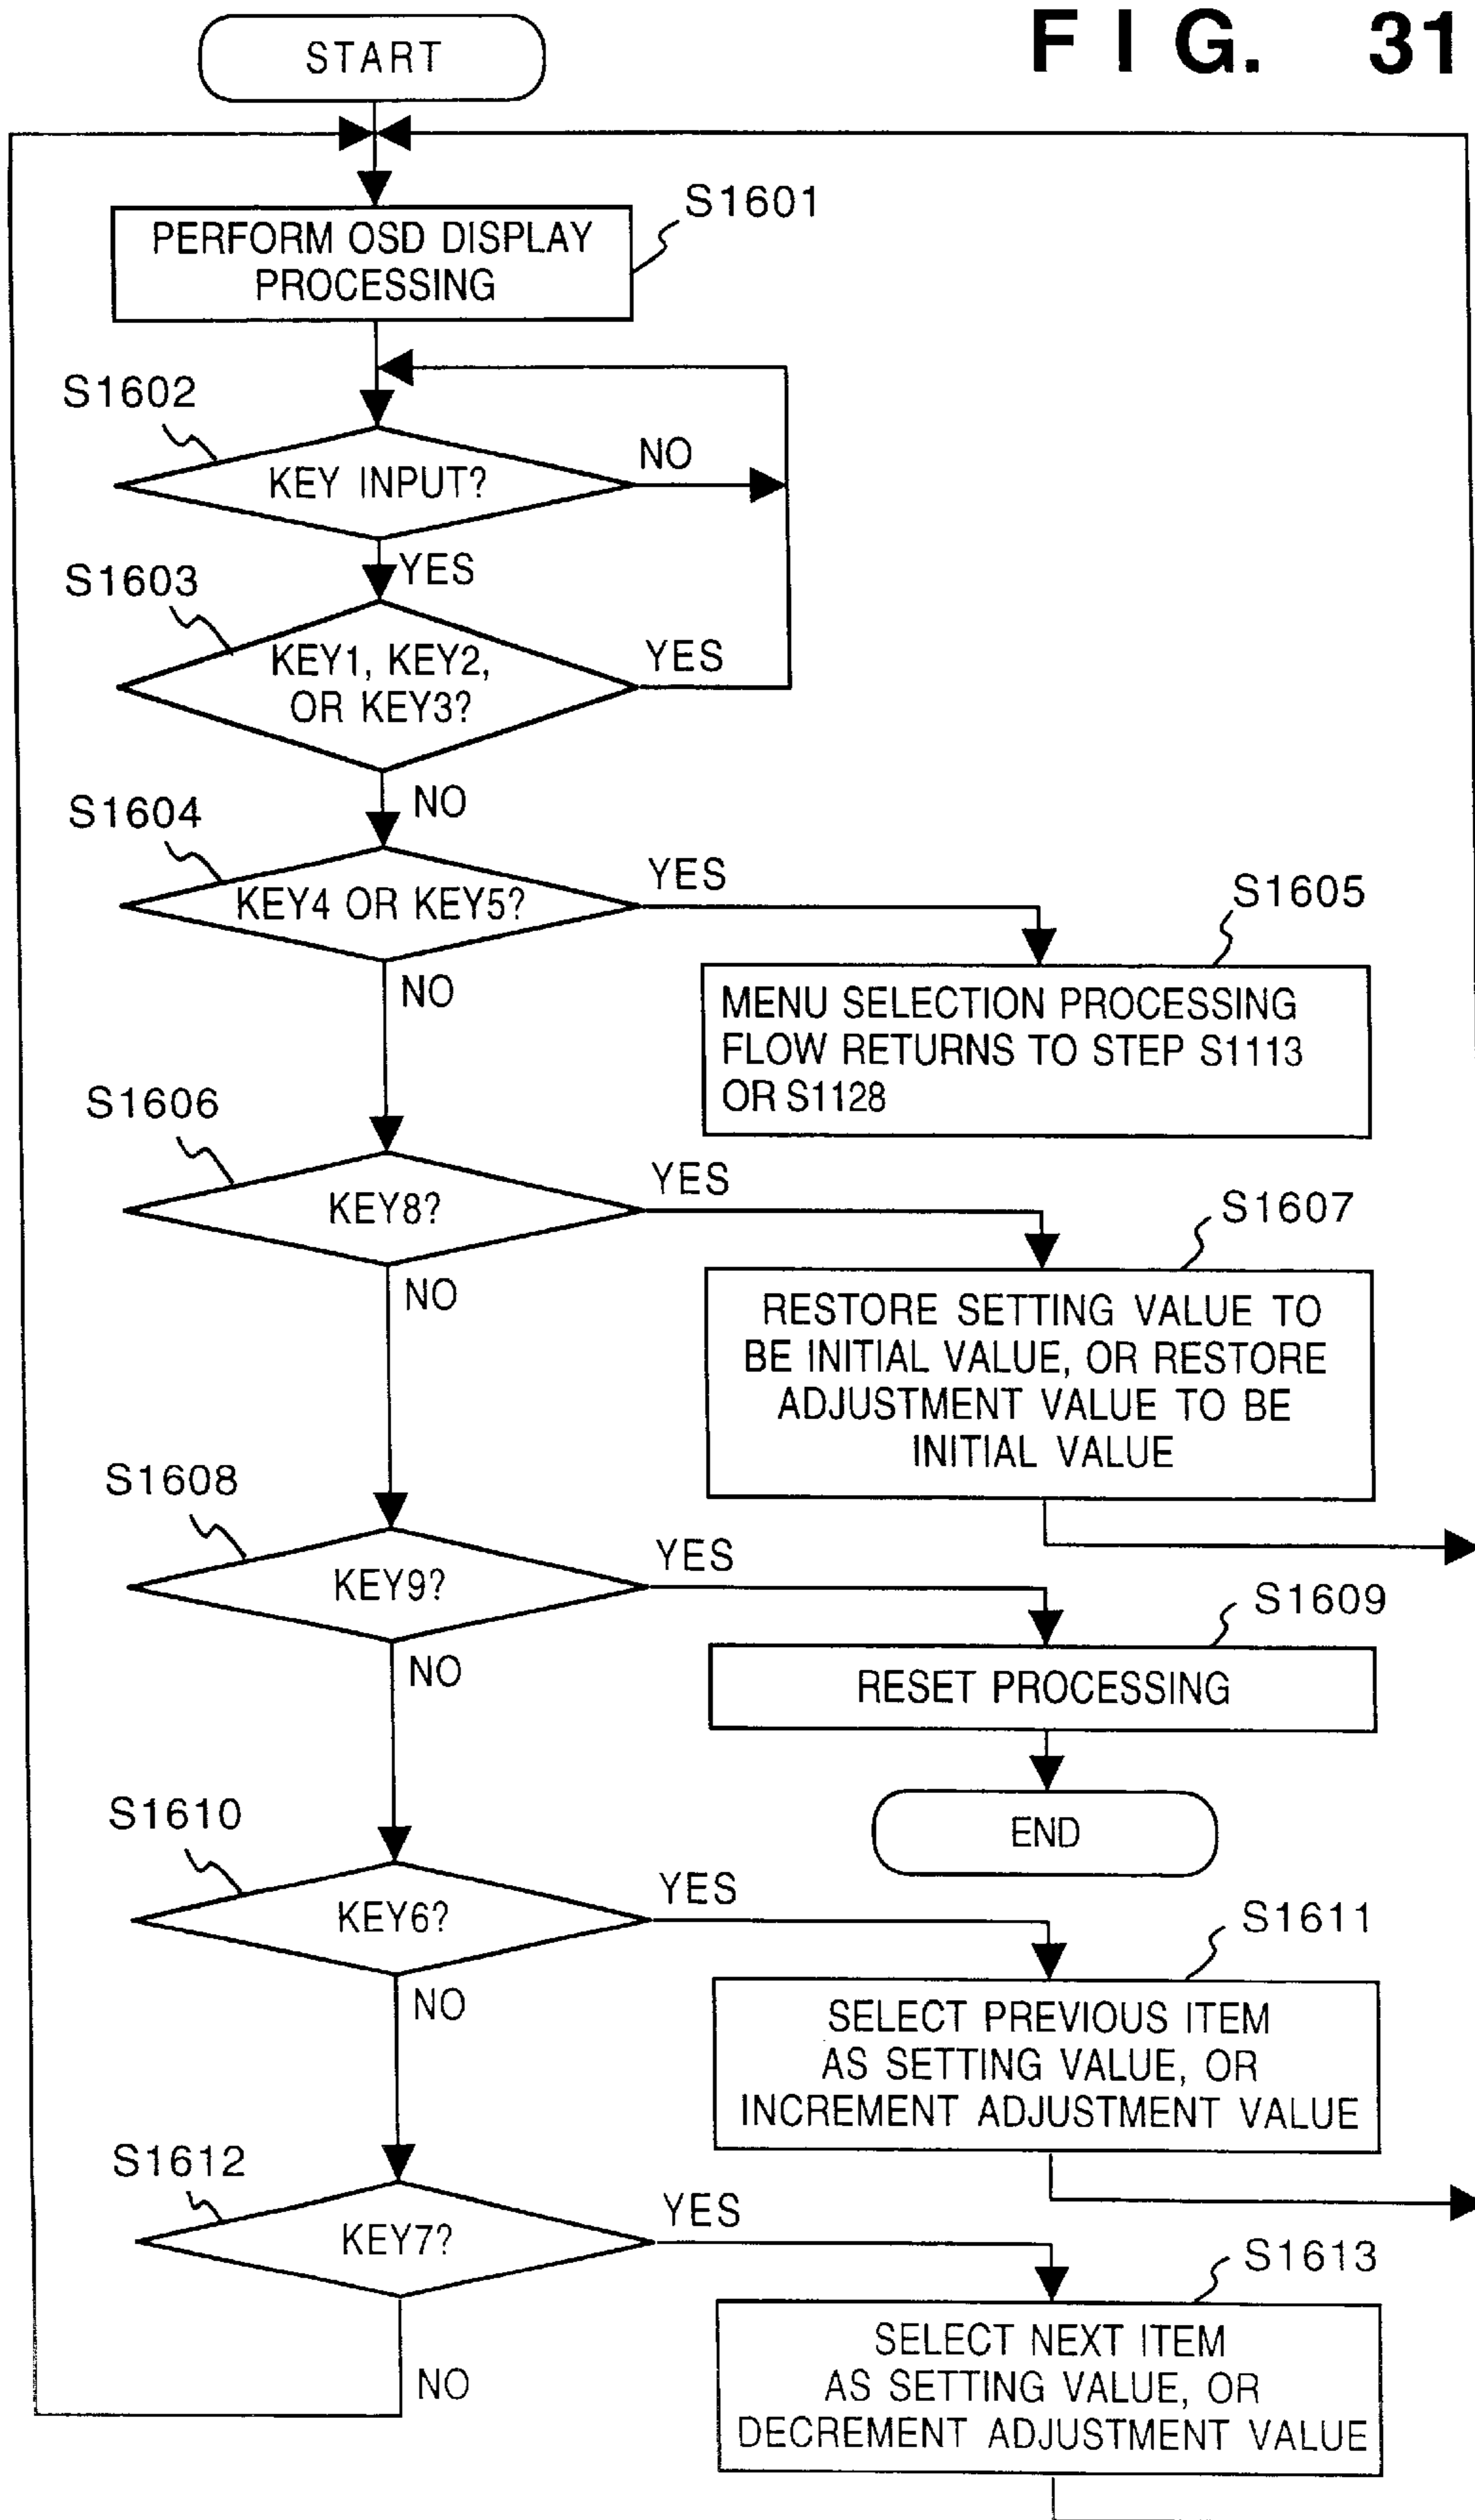 FIG. 31
START
S1601
PERFORM OSD DISPLAY
PROCESSING
S1602
KEY INPUT?
NO
YES
S1603
KEY1, KEY2,
OR KEY3?
YES
NO
S1604
KEY4 OR KEY5?
YES
NO
S1605
MENU SELECTION PROCESSING
FLOW RETURNS TO STEP S1113
OR S1128
S1606
KEY8?
YES
NO
S1607
RESTORE SETTING VALUE TO
BE INITIAL VALUE, OR RESTORE
ADJUSTMENT VALUE TO BE
INITIAL VALUE
S1608
KEY9?
YES
NO
S1609
RESET PROCESSING
END
S1610
KEY6?
YES
NO
S1611
SELECT PREVIOUS ITEM
AS SETTING VALUE, OR
INCREMENT ADJUSTMENT VALUE
S1612
KEY7?
YES
NO
S1613
SELECT NEXT ITEM
AS SETTING VALUE, OR
DECREMENT ADJUSTMENT VALUE